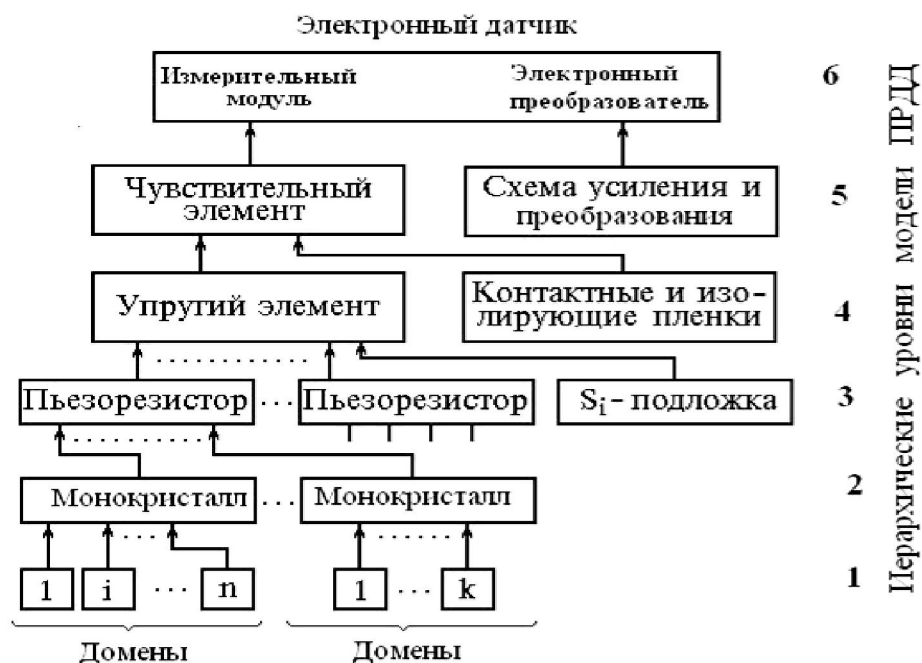 Электронный датчик
Измерительный
модуль
Электронный
преобразователь
6
Чувствительный
элемент
Схема усиления и
преобразования
5
Упругий элемент
Контактные и изо-
лирующие пленки
4
Пьезорезистор ... Пьезорезистор
Si - подложка
3
Монокристалл ... Монокристалл
2
1 i ... n 1 ... k
1
Домены Домены
Иерархические уровни модели ПРДД